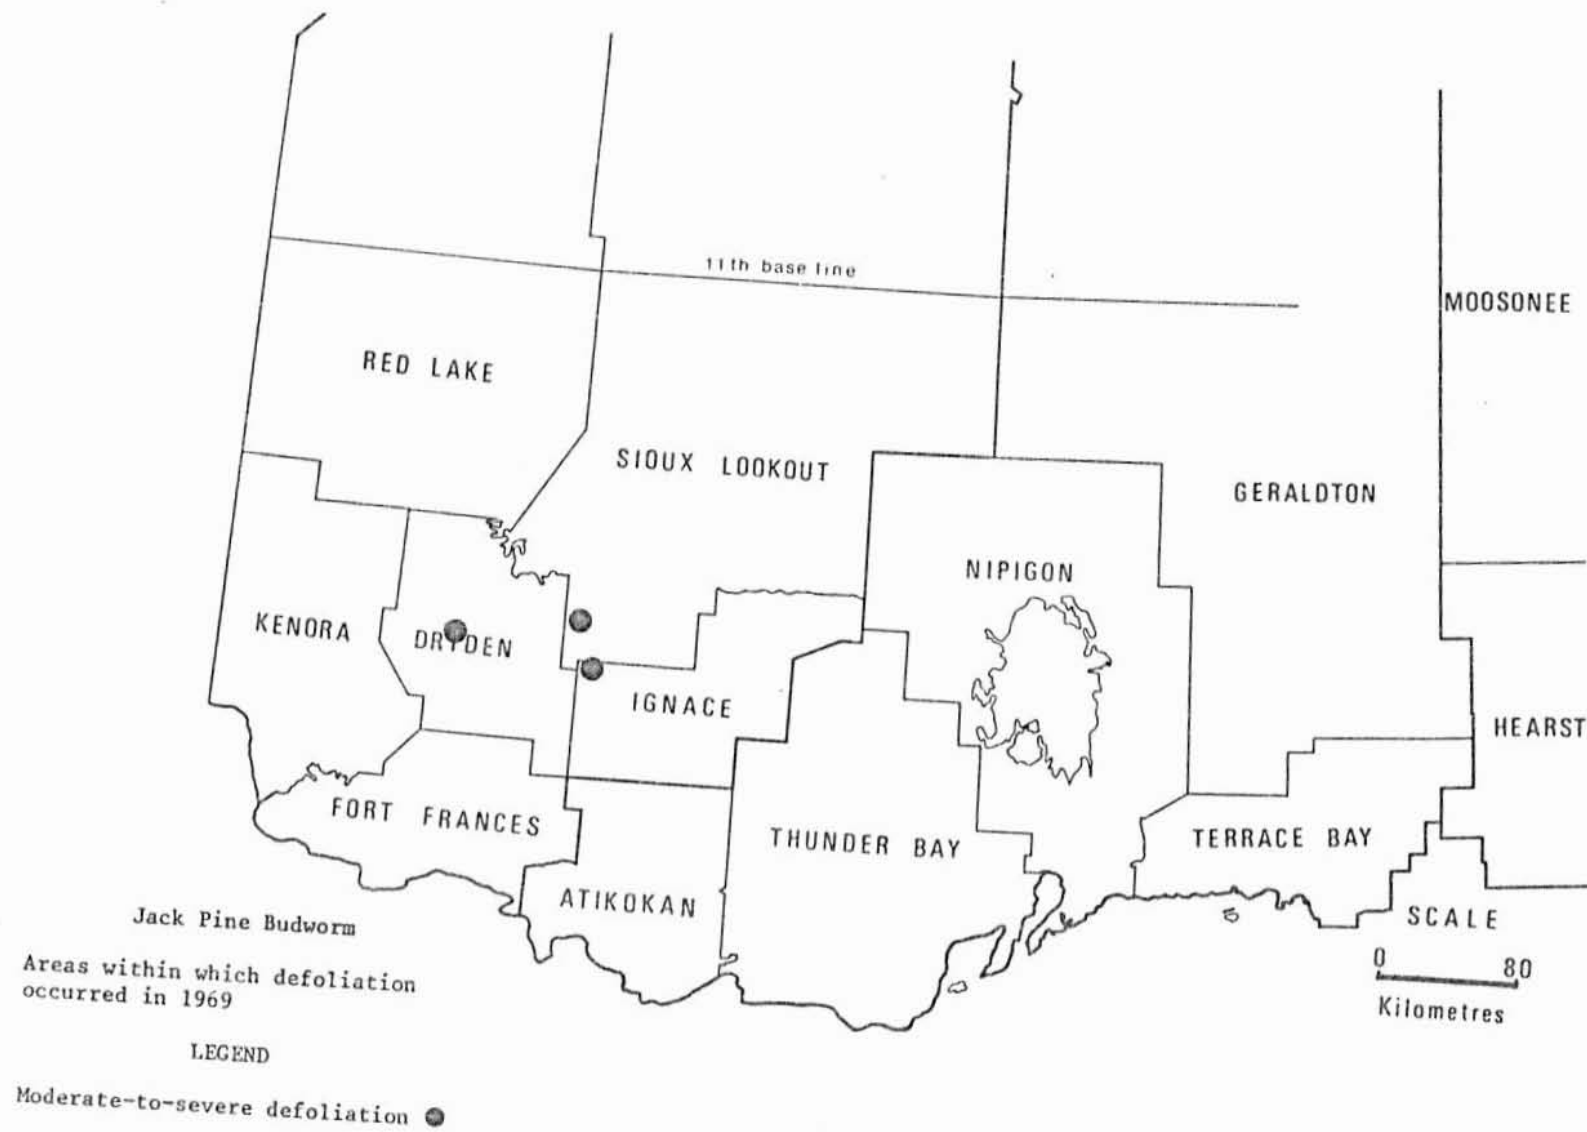 11th base line
MOOSONEE
RED LAKE
SIOUX LOOKOUT
GERALDTON
NIPIGON
KENORA
DRYDEN
IGNACE
HEARST
FORT FRANCES
THUNDER BAY
TERRACE BAY
ATIKOKAN
SCALE
0 80
Kilometres
Jack Pine Budworm
Areas within which defoliation
occurred in 1969
LEGEND
Moderate-to-severe defoliation